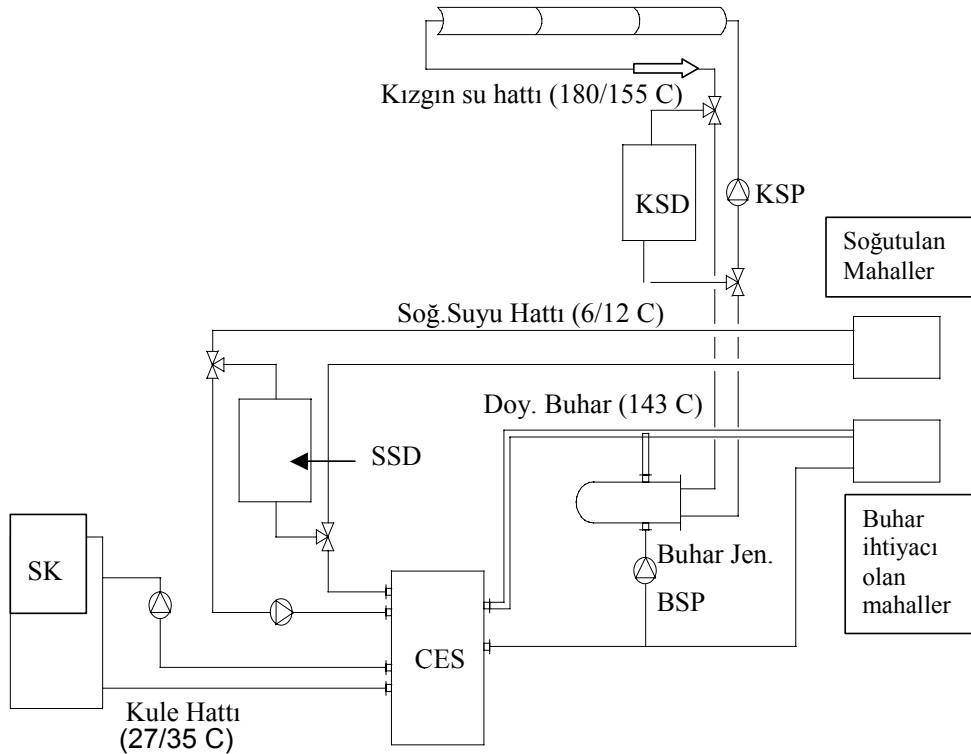 Kızgın su hattı (180/155 C)
KSD
KSP
Soğutulan
Mahaller
Soğ.Suyu Hattı (6/12 C)
Doy. Buhar (143 C)
SSD
Buhar Jen.
BSP
Buhar
ihtiyacı
olan
mahaller
SK
CES
Kule Hattı
(27/35 C)